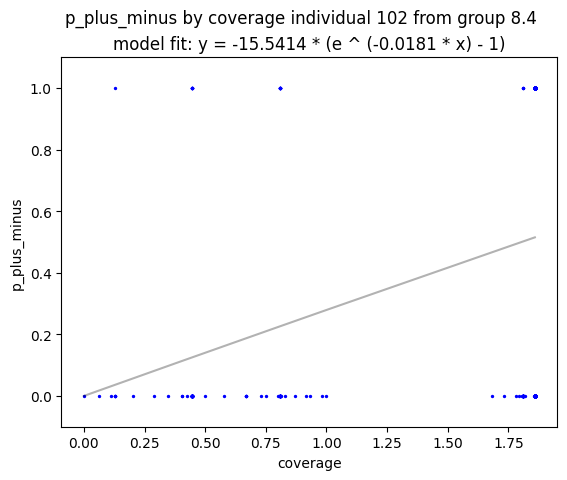 p_plus_minus by coverage individual 102 from group 8.4
model fit: y = -15.5414 * (e ^ (-0.0181 * x) - 1)
1.0
0.8
0.6
0.4
0.2
0.0
p_plus_minus
0.00 0.25 0.50 0.75 1.00 1.25 1.50 1.75
coverage